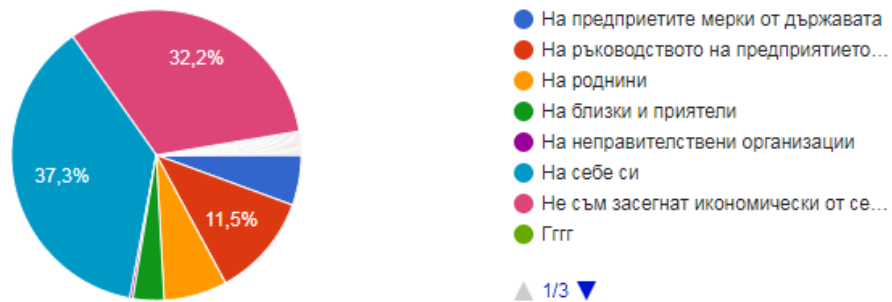 32,2%
37,3%
11,5%
На предприетите мерки от държавата
На ръководството на предприятието...
На роднини
На близки и приятели
На неправителствени организации
На себе си
Не съм засегнат икономически от се...
Гггг
1/3